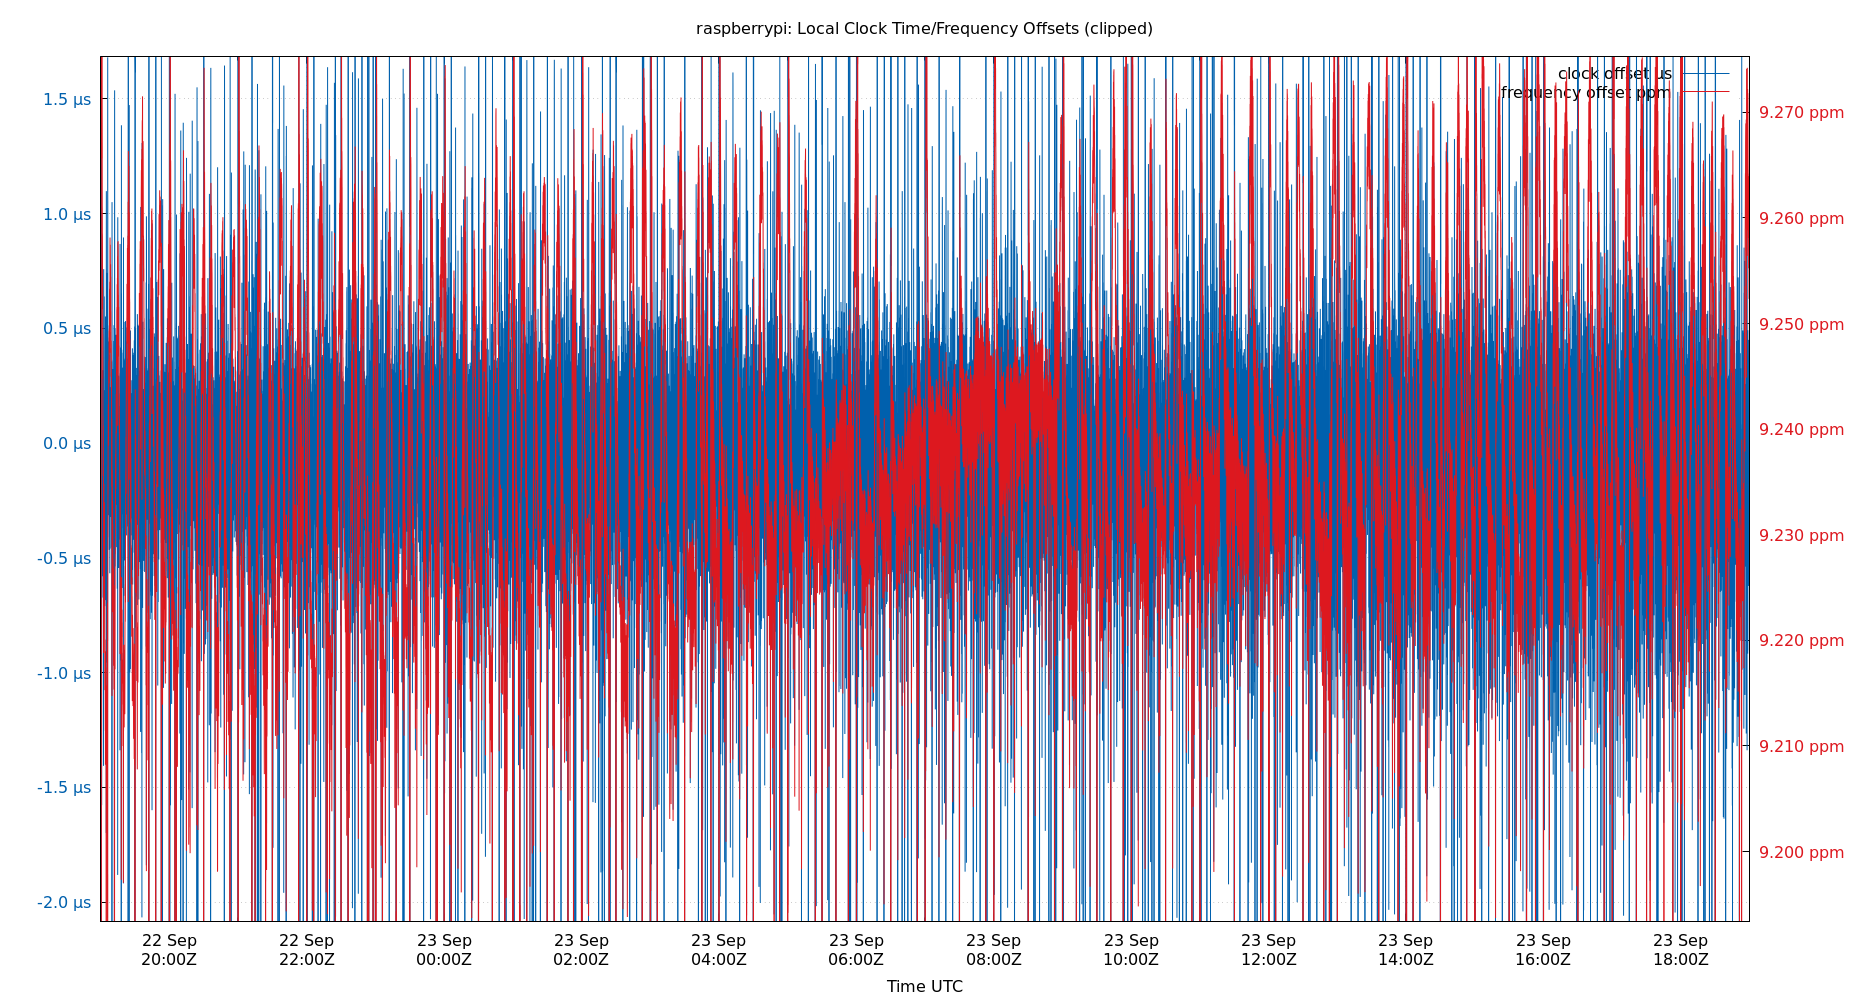 raspberrypi: Local Clock Time/Frequency Offsets (clipped)
clock offset µs
frequency offset ppm
1.5 µs
1.0 µs
0.5 µs
0.0 µs
-0.5 µs
-1.0 µs
-1.5 µs
-2.0 µs
9.270 ppm
9.260 ppm
9.250 ppm
9.240 ppm
9.230 ppm
9.220 ppm
9.210 ppm
9.200 ppm
22 Sep 22 Sep 23 Sep 23 Sep 23 Sep 23 Sep 23 Sep 23 Sep 23 Sep 23 Sep 23 Sep 23 Sep
20:00Z 22:00Z 00:00Z 02:00Z 04:00Z 06:00Z 08:00Z 10:00Z 12:00Z 14:00Z 16:00Z 18:00Z
Time UTC